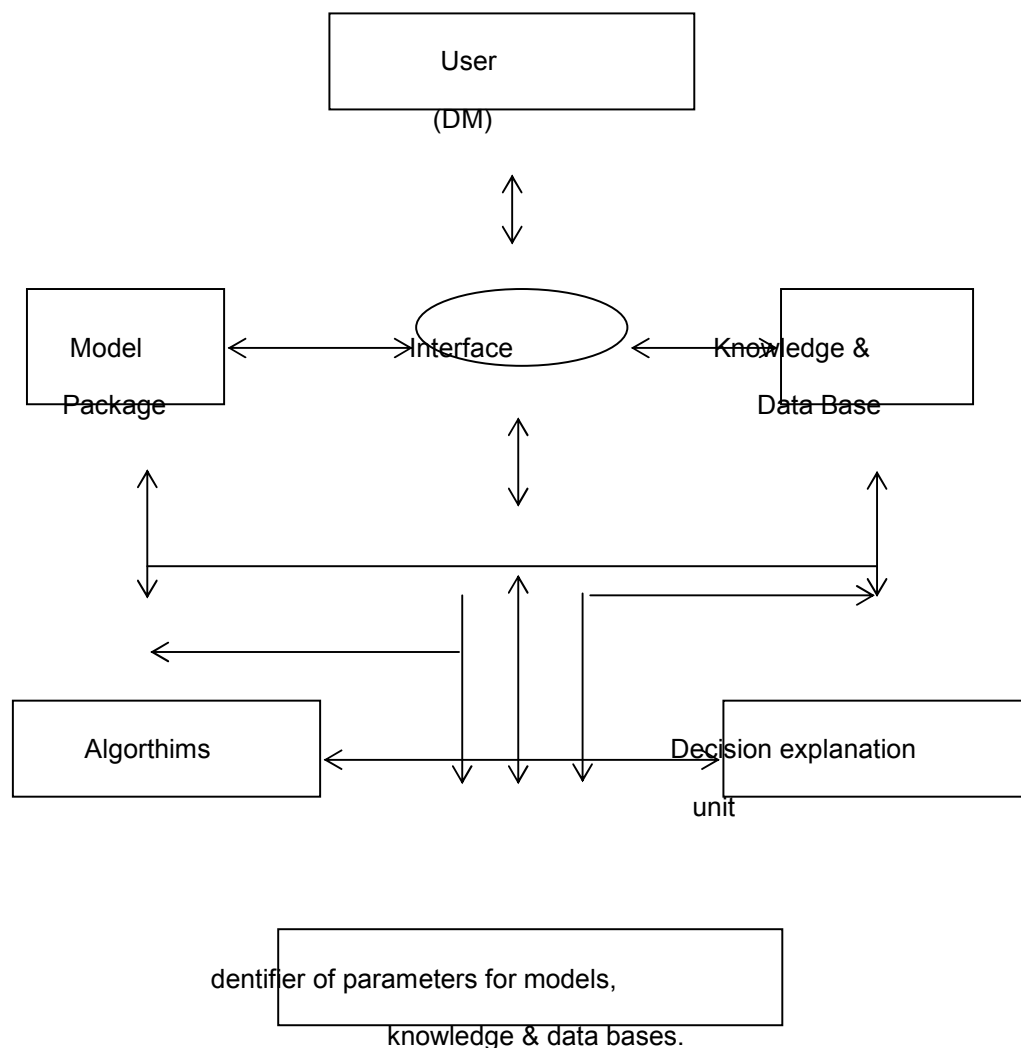 User
(DM)
Model
Interface
Knowledge &
Package
Data Base
Algorthims
Decision explanation
unit
dentifier of parameters for models,
knowledge & data bases.